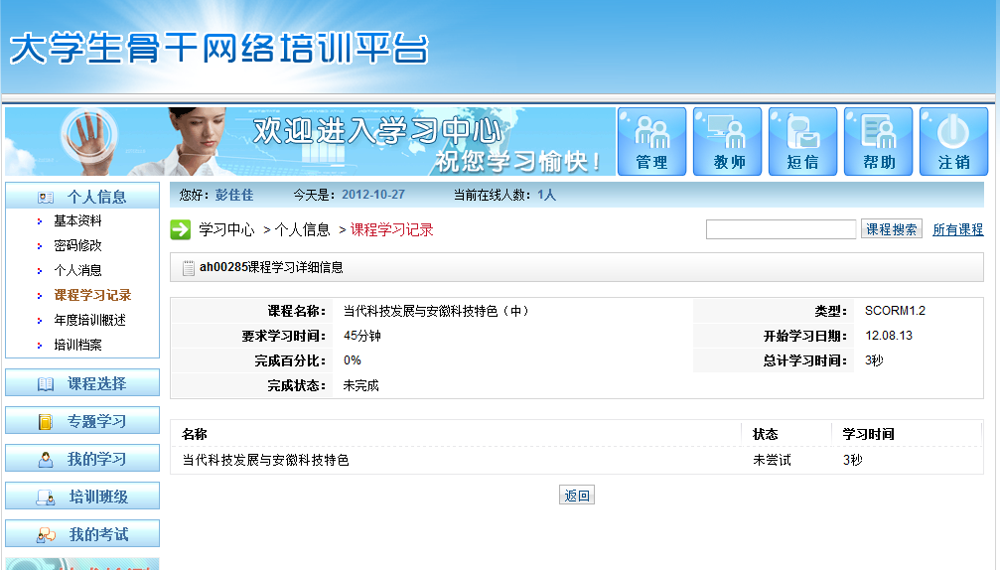 大学生骨干网络培训平台
欢迎进入学习中心
祝您学习愉快！
管理 教师 短信 帮助 注销
个人信息
基本资料
密码修改
个人消息
课程学习记录
年度培训概述
培训档案
课程选择
专题学习
我的学习
培训班级
我的考试
您好：彭佳佳 今天是：2012-10-27 当前在线人数：1人
学习中心 > 个人信息 > 课程学习记录 课程搜索 所有课程
ah00285课程学习详细信息
课程名称： 当代科技发展与安徽科技特色（中） 类型： SCORM1.2
要求学习时间： 45分钟 开始学习日期： 12.08.13
完成百分比： 0% 总计学习时间： 3秒
完成状态： 未完成
名称 状态 学习时间
当代科技发展与安徽科技特色 未尝试 3秒
返回